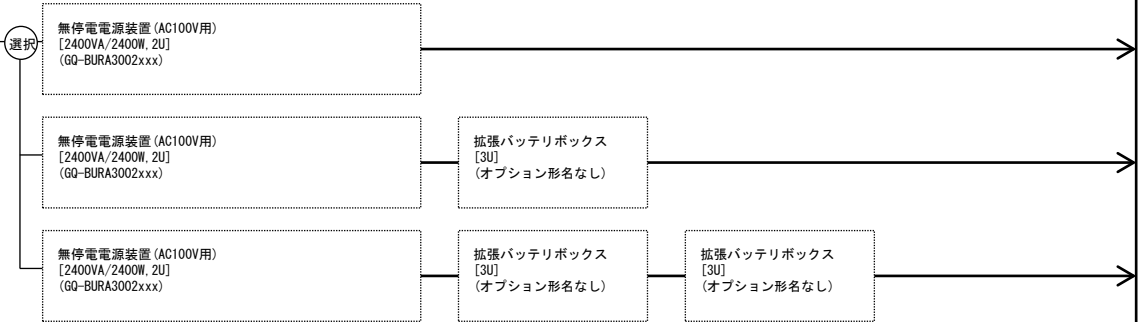 選択
無停電電源装置(AC100V用)
[2400VA/2400W,2U]
(GQ-BURA3002xxx)
無停電電源装置(AC100V用)
[2400VA/2400W,2U]
(GQ-BURA3002xxx)
拡張バッテリボックス
[3U]
(オプション形名なし)
無停電電源装置(AC100V用)
[2400VA/2400W,2U]
(GQ-BURA3002xxx)
拡張バッテリボックス
[3U]
(オプション形名なし)
拡張バッテリボックス
[3U]
(オプション形名なし)